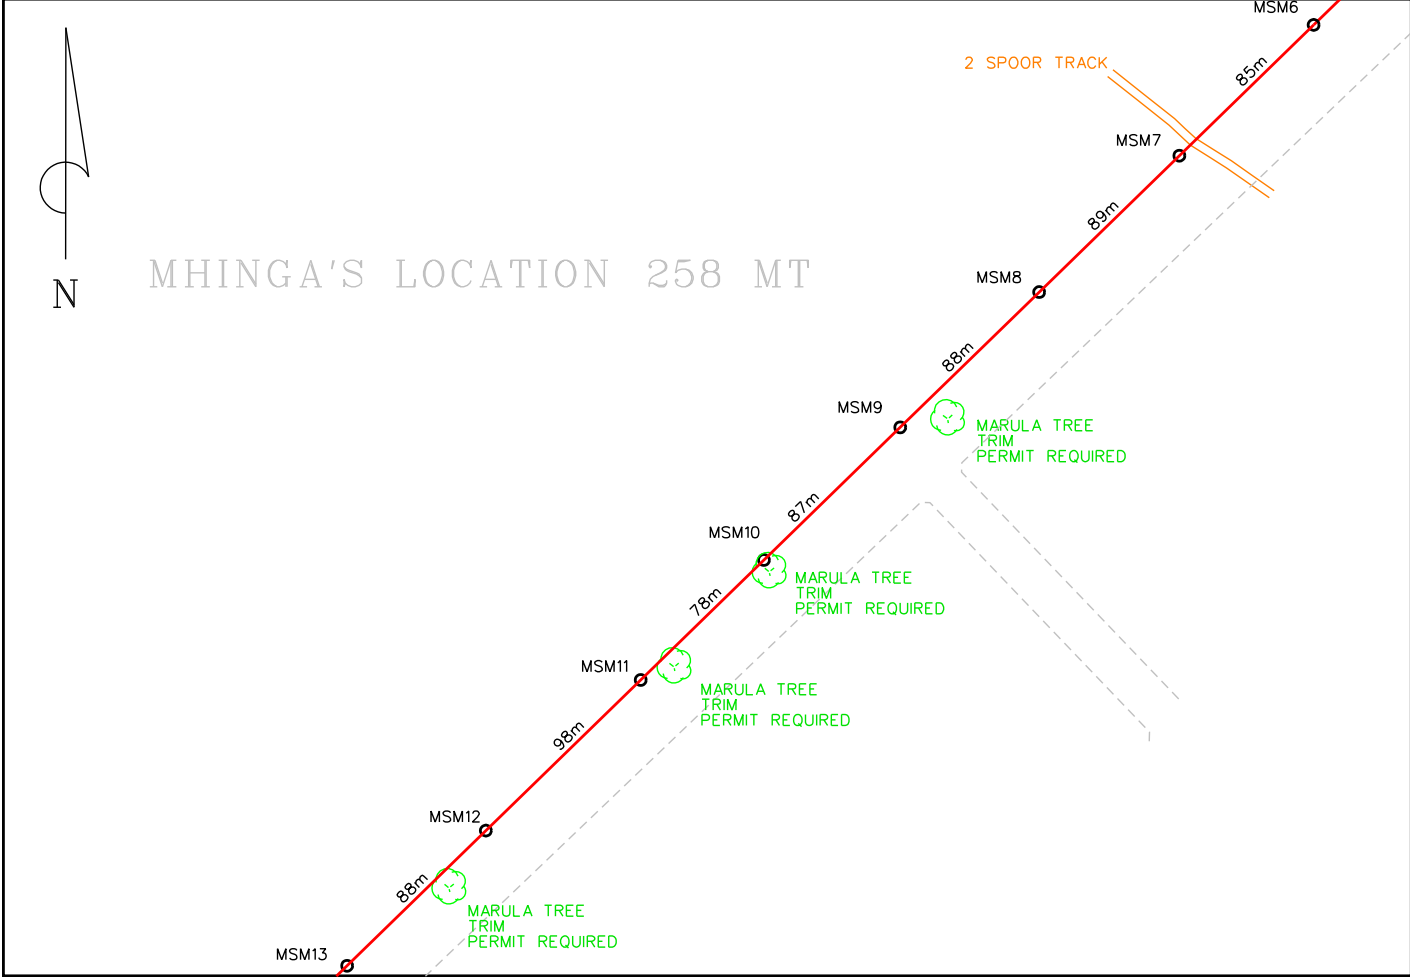 MSM6
2 SPOOR TRACK
85m
MSM7
89m
MHINGA'S LOCATION 258 MT
N
MSM8
88m
MSM9
MARULA TREE
TRIM
PERMIT REQUIRED
87m
MSM10
MARULA TREE
TRIM
PERMIT REQUIRED
78m
MSM11
MARULA TREE
TRIM
PERMIT REQUIRED
98m
MSM12
88m
MARULA TREE
TRIM
PERMIT REQUIRED
MSM13